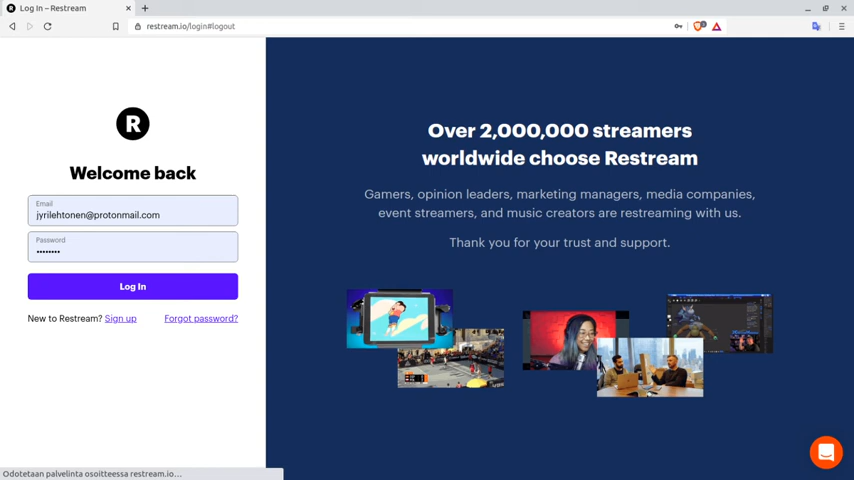 Log In – Restream
restream.io/login#logout
R
Welcome back
Email
jyrilehtonen@protonmail.com
Password
••••••••
Log In
New to Restream? Sign up
Forgot password?
Over 2,000,000 streamers
worldwide choose Restream
Gamers, opinion leaders, marketing managers, media companies,
event streamers, and music creators are restreaming with us.
Thank you for your trust and support.
Odotetaan palvelinta osoitteessa restream.io…